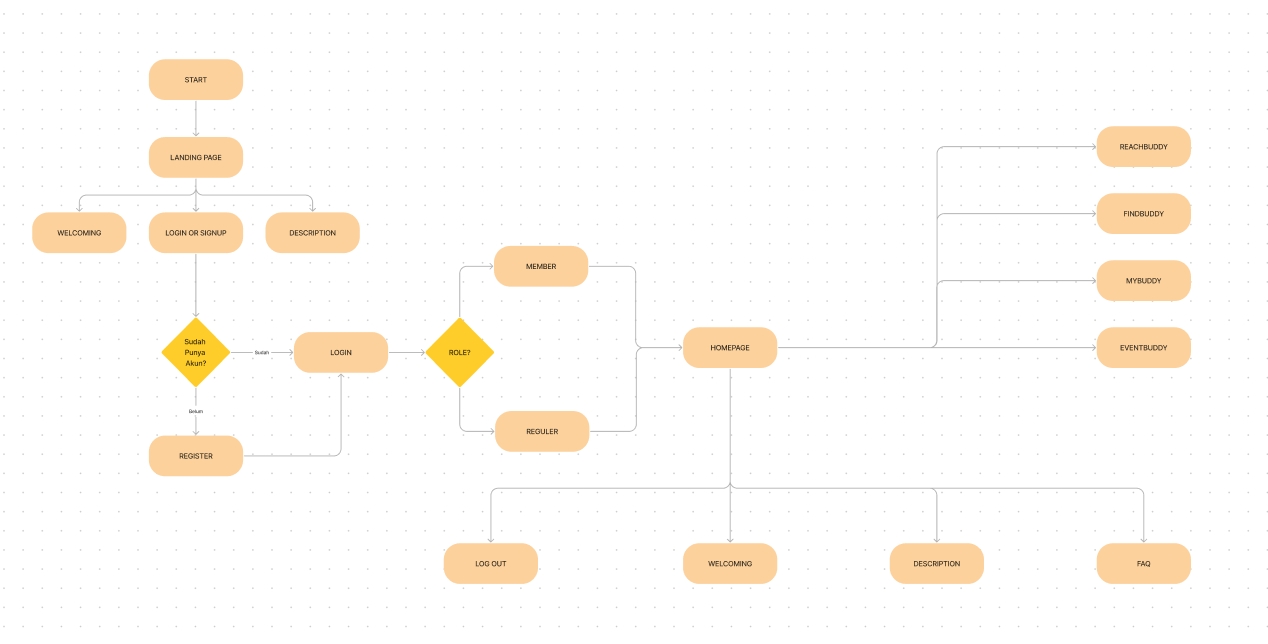 START
LANDING PAGE
WELCOMING
LOGIN OR SIGNUP
DESCRIPTION
Sudah
Punya
Akun?
Sudah
LOGIN
Belum
REGISTER
ROLE?
MEMBER
REGULER
HOMEPAGE
REACHBUDDY
FINDBUDDY
MYBUDDY
EVENTBUDDY
LOG OUT
WELCOMING
DESCRIPTION
FAQ